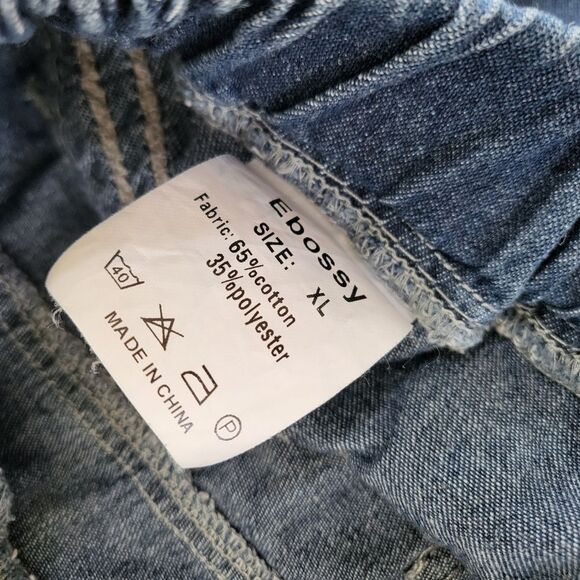 Ebossy
SIZE: XL
Fabric: 65%cotton
35%polyester
40
MADE IN CHINA
P